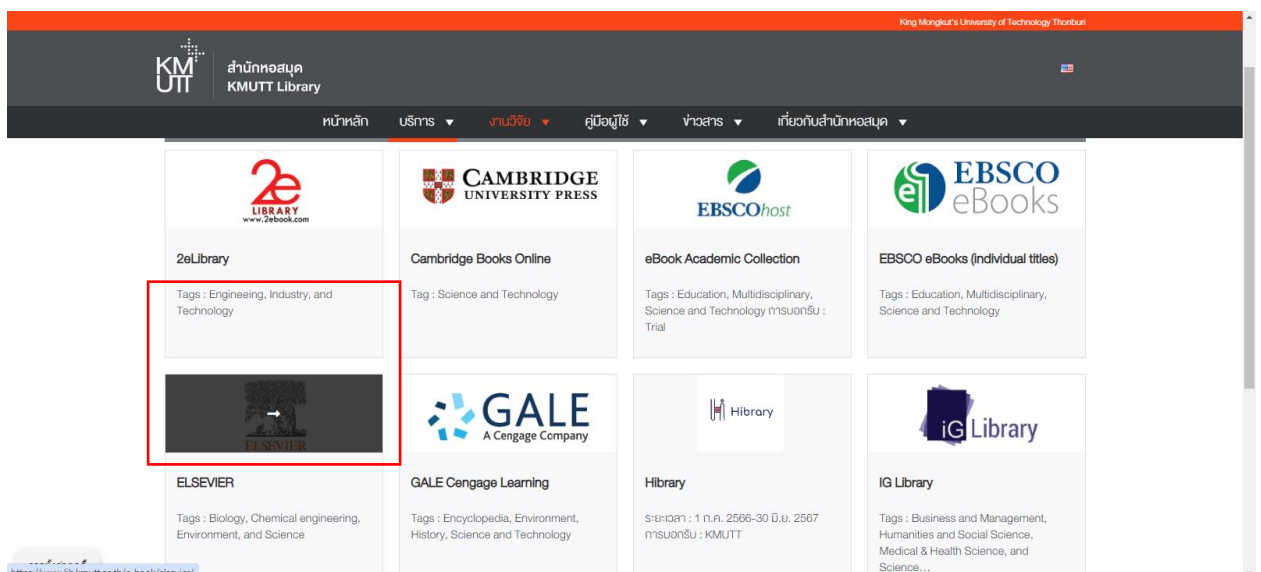 King Mongkut's University of Technology Thonburi
KM
UTT
สำนักหอสมุด
KMUTT Library
หน้าหลัก บริการ งานวิจัย คู่มือผู้ใช้ ข่าวสาร เกี่ยวกับสำนักหอสมุด
2e
LIBRARY
www.2ebook.com
CAMBRIDGE
UNIVERSITY PRESS
EBSCOhost
e
EBSCO
eBooks
2eLibrary
Tags : Engineeing, Industry, and
Technology
Cambridge Books Online
Tag : Science and Technology
eBook Academic Collection
Tags : Education, Multidisciplinary,
Science and Technology การบอกรับ :
Trial
EBSCO eBooks (individual titles)
Tags : Education, Multidisciplinary,
Science and Technology
→
ELSEVIER
GALE
A Cengage Company
Hibrary
iG Library
ELSEVIER
Tags : Biology, Chemical engineering,
Environment, and Science
GALE Cengage Learning
Tags : Encyclopedia, Environment,
History, Science and Technology
Hibrary
ระยะเวลา : 1 ก.ค. 2566-30 มิ.ย. 2567
การบอกรับ : KMUTT
IG Library
Tags : Business and Management,
Humanities and Social Science,
Medical & Health Science, and
Science...